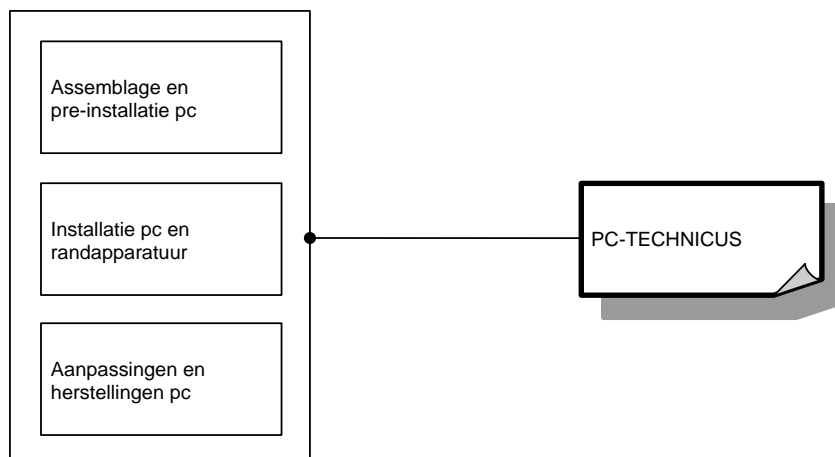 Assemblage en
pre-installatie pc
Installatie pc en
randapparatuur
PC-TECHNICUS
Aanpassingen en
herstellingen pc